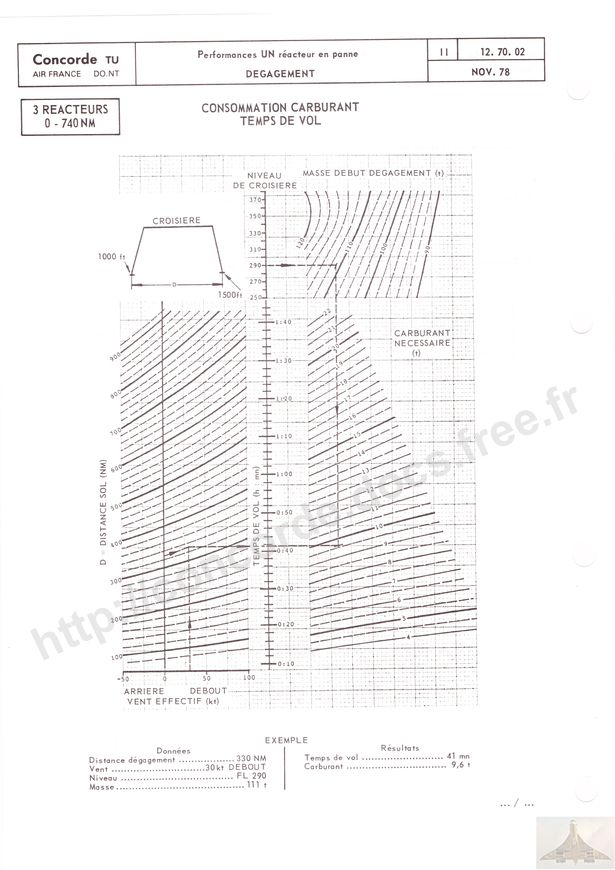 Concorde TU
AIR FRANCE DO.NT
Performances UN réacteur en panne
DEGAGEMENT
II
12. 70. 02
NOV. 78
3 REACTEURS
0 - 740 NM
CONSOMMATION CARBURANT
TEMPS DE VOL
NIVEAU
DE CROISIERE
MASSE DEBUT DEGAGEMENT (t)
370
350
330
310
290
270
250
120
110
100
90
CROISIERE
1000 ft
1500ft
D
CARBURANT
NECESSAIRE
(t)
1:40
1:30
1:20
1:10
1:00
0:50
0:40
0:30
0:20
0:10
TEMPS DE VOL (h : mn)
22
21
20
19
18
17
16
15
14
13
12
11
10
9
8
7
6
5
4
900
800
700
600
500
400
300
200
100
D = DISTANCE SOL (NM)
-50 0 50 100
ARRIERE DEBOUT
VENT EFFECTIF (kt)
http://concorde.docs.free.fr
EXEMPLE
Données
Distance dégagement ................ 330 NM
Vent ........................ 30kt DEBOUT
Niveau ............................ FL 290
Masse ................................ 111 t
Résultats
Temps de vol ........................ 41 mn
Carburant ............................ 9,6 t
... / ...